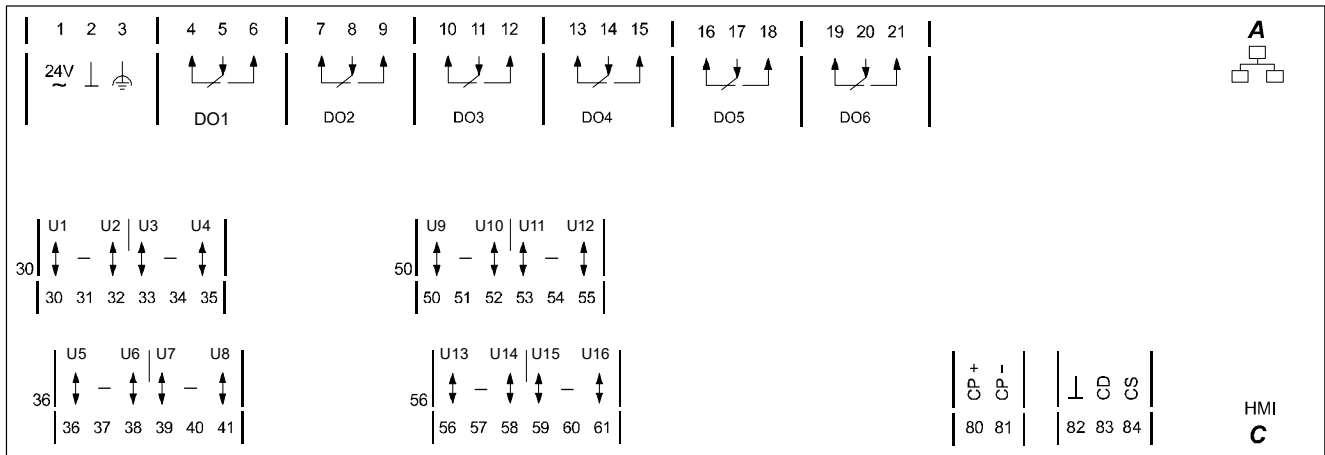 1 2 3 4 5 6 7 8 9 10 11 12 13 14 15 16 17 18 19 20 21 A
24V
~
DO1 DO2 DO3 DO4 DO5 DO6
U1 U2 U3 U4 U9 U10 U11 U12
30 50
30 31 32 33 34 35 50 51 52 53 54 55
U5 U6 U7 U8 U13 U14 U15 U16 CP + CP – CD CS
36 56 HMI
36 37 38 39 40 41 56 57 58 59 60 61 80 81 82 83 84 C